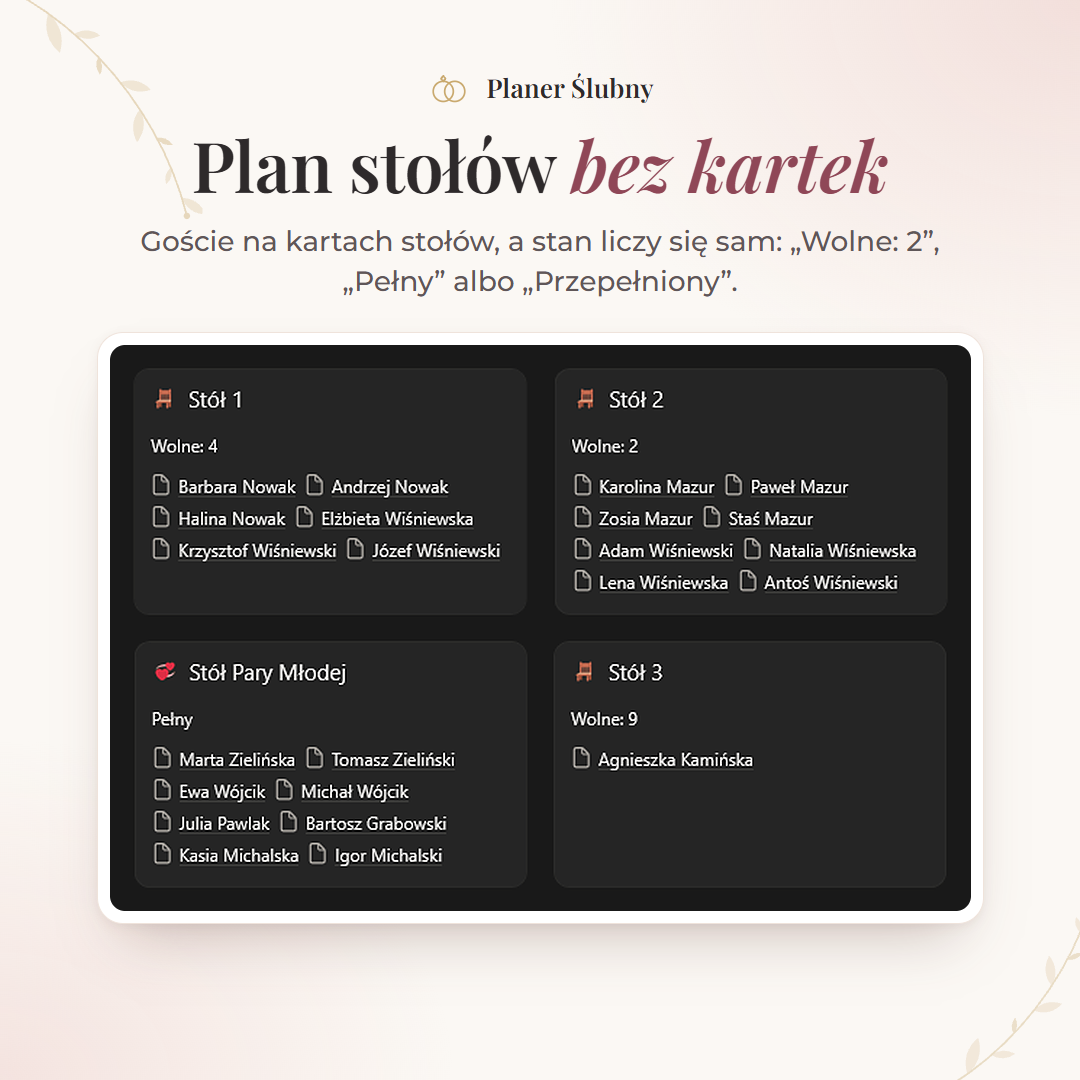 Planer Ślubny
Plan stołów bez kartek
Goście na kartach stołów, a stan liczy się sam: „Wolne: 2”,
„Pełny” albo „Przepełniony”.
Stół 1
Wolne: 4
Barbara Nowak Andrzej Nowak
Halina Nowak Elżbieta Wiśniewska
Krzysztof Wiśniewski Józef Wiśniewski
Stół 2
Wolne: 2
Karolina Mazur Paweł Mazur
Zosia Mazur Staś Mazur
Adam Wiśniewski Natalia Wiśniewska
Lena Wiśniewska Antoś Wiśniewski
Stół Pary Młodej
Pełny
Marta Zielińska Tomasz Zieliński
Ewa Wójcik Michał Wójcik
Julia Pawlak Bartosz Grabowski
Kasia Michalska Igor Michalski
Stół 3
Wolne: 9
Agnieszka Kamińska